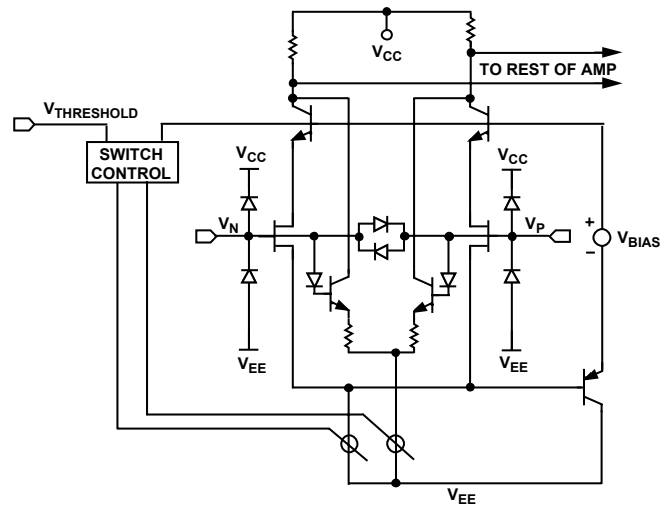 V_CC
TO REST OF AMP
V_THRESHOLD
SWITCH
CONTROL
V_CC
V_CC
V_N
V_P
+
V_BIAS
–
V_EE
V_EE
V_EE